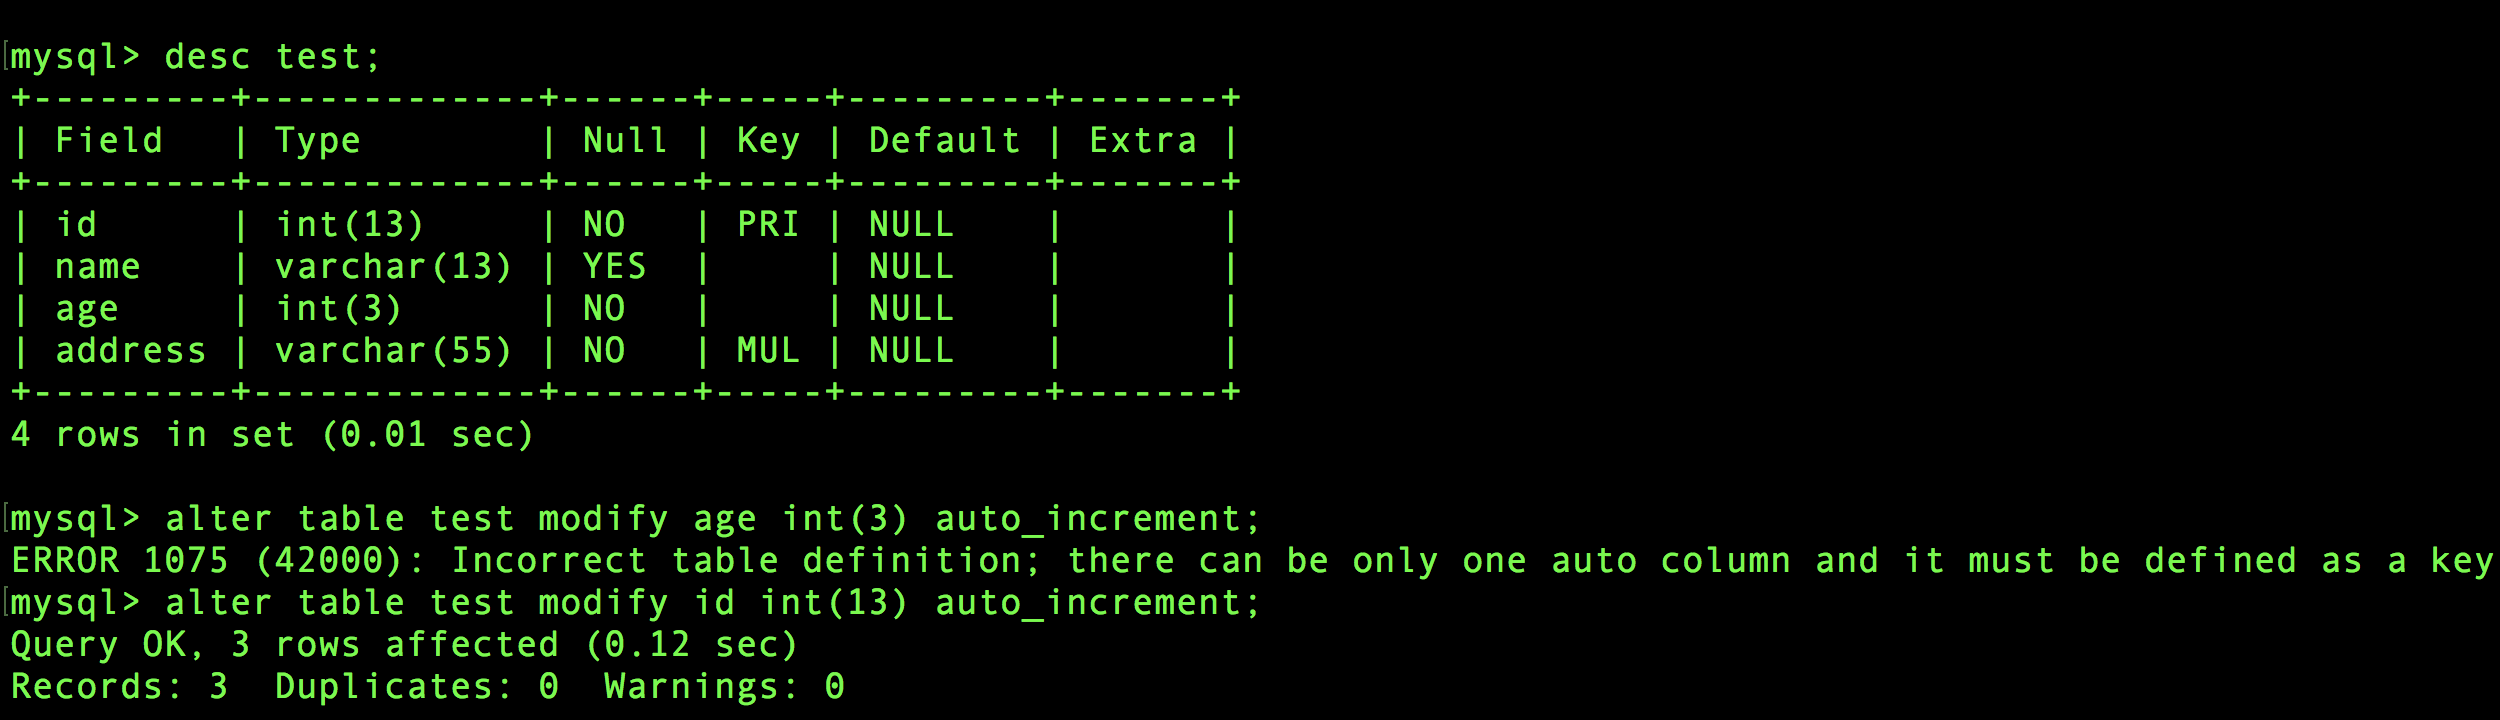 mysql> desc test;
+---------+-------------+------+-----+---------+-------+
| Field   | Type        | Null | Key | Default | Extra |
+---------+-------------+------+-----+---------+-------+
| id      | int(13)     | NO   | PRI | NULL    |       |
| name    | varchar(13) | YES  |     | NULL    |       |
| age     | int(3)      | NO   |     | NULL    |       |
| address | varchar(55) | NO   | MUL | NULL    |       |
+---------+-------------+------+-----+---------+-------+
4 rows in set (0.01 sec)

mysql> alter table test modify age int(3) auto_increment;
ERROR 1075 (42000): Incorrect table definition; there can be only one auto column and it must be defined as a key
mysql> alter table test modify id int(13) auto_increment;
Query OK, 3 rows affected (0.12 sec)
Records: 3  Duplicates: 0  Warnings: 0